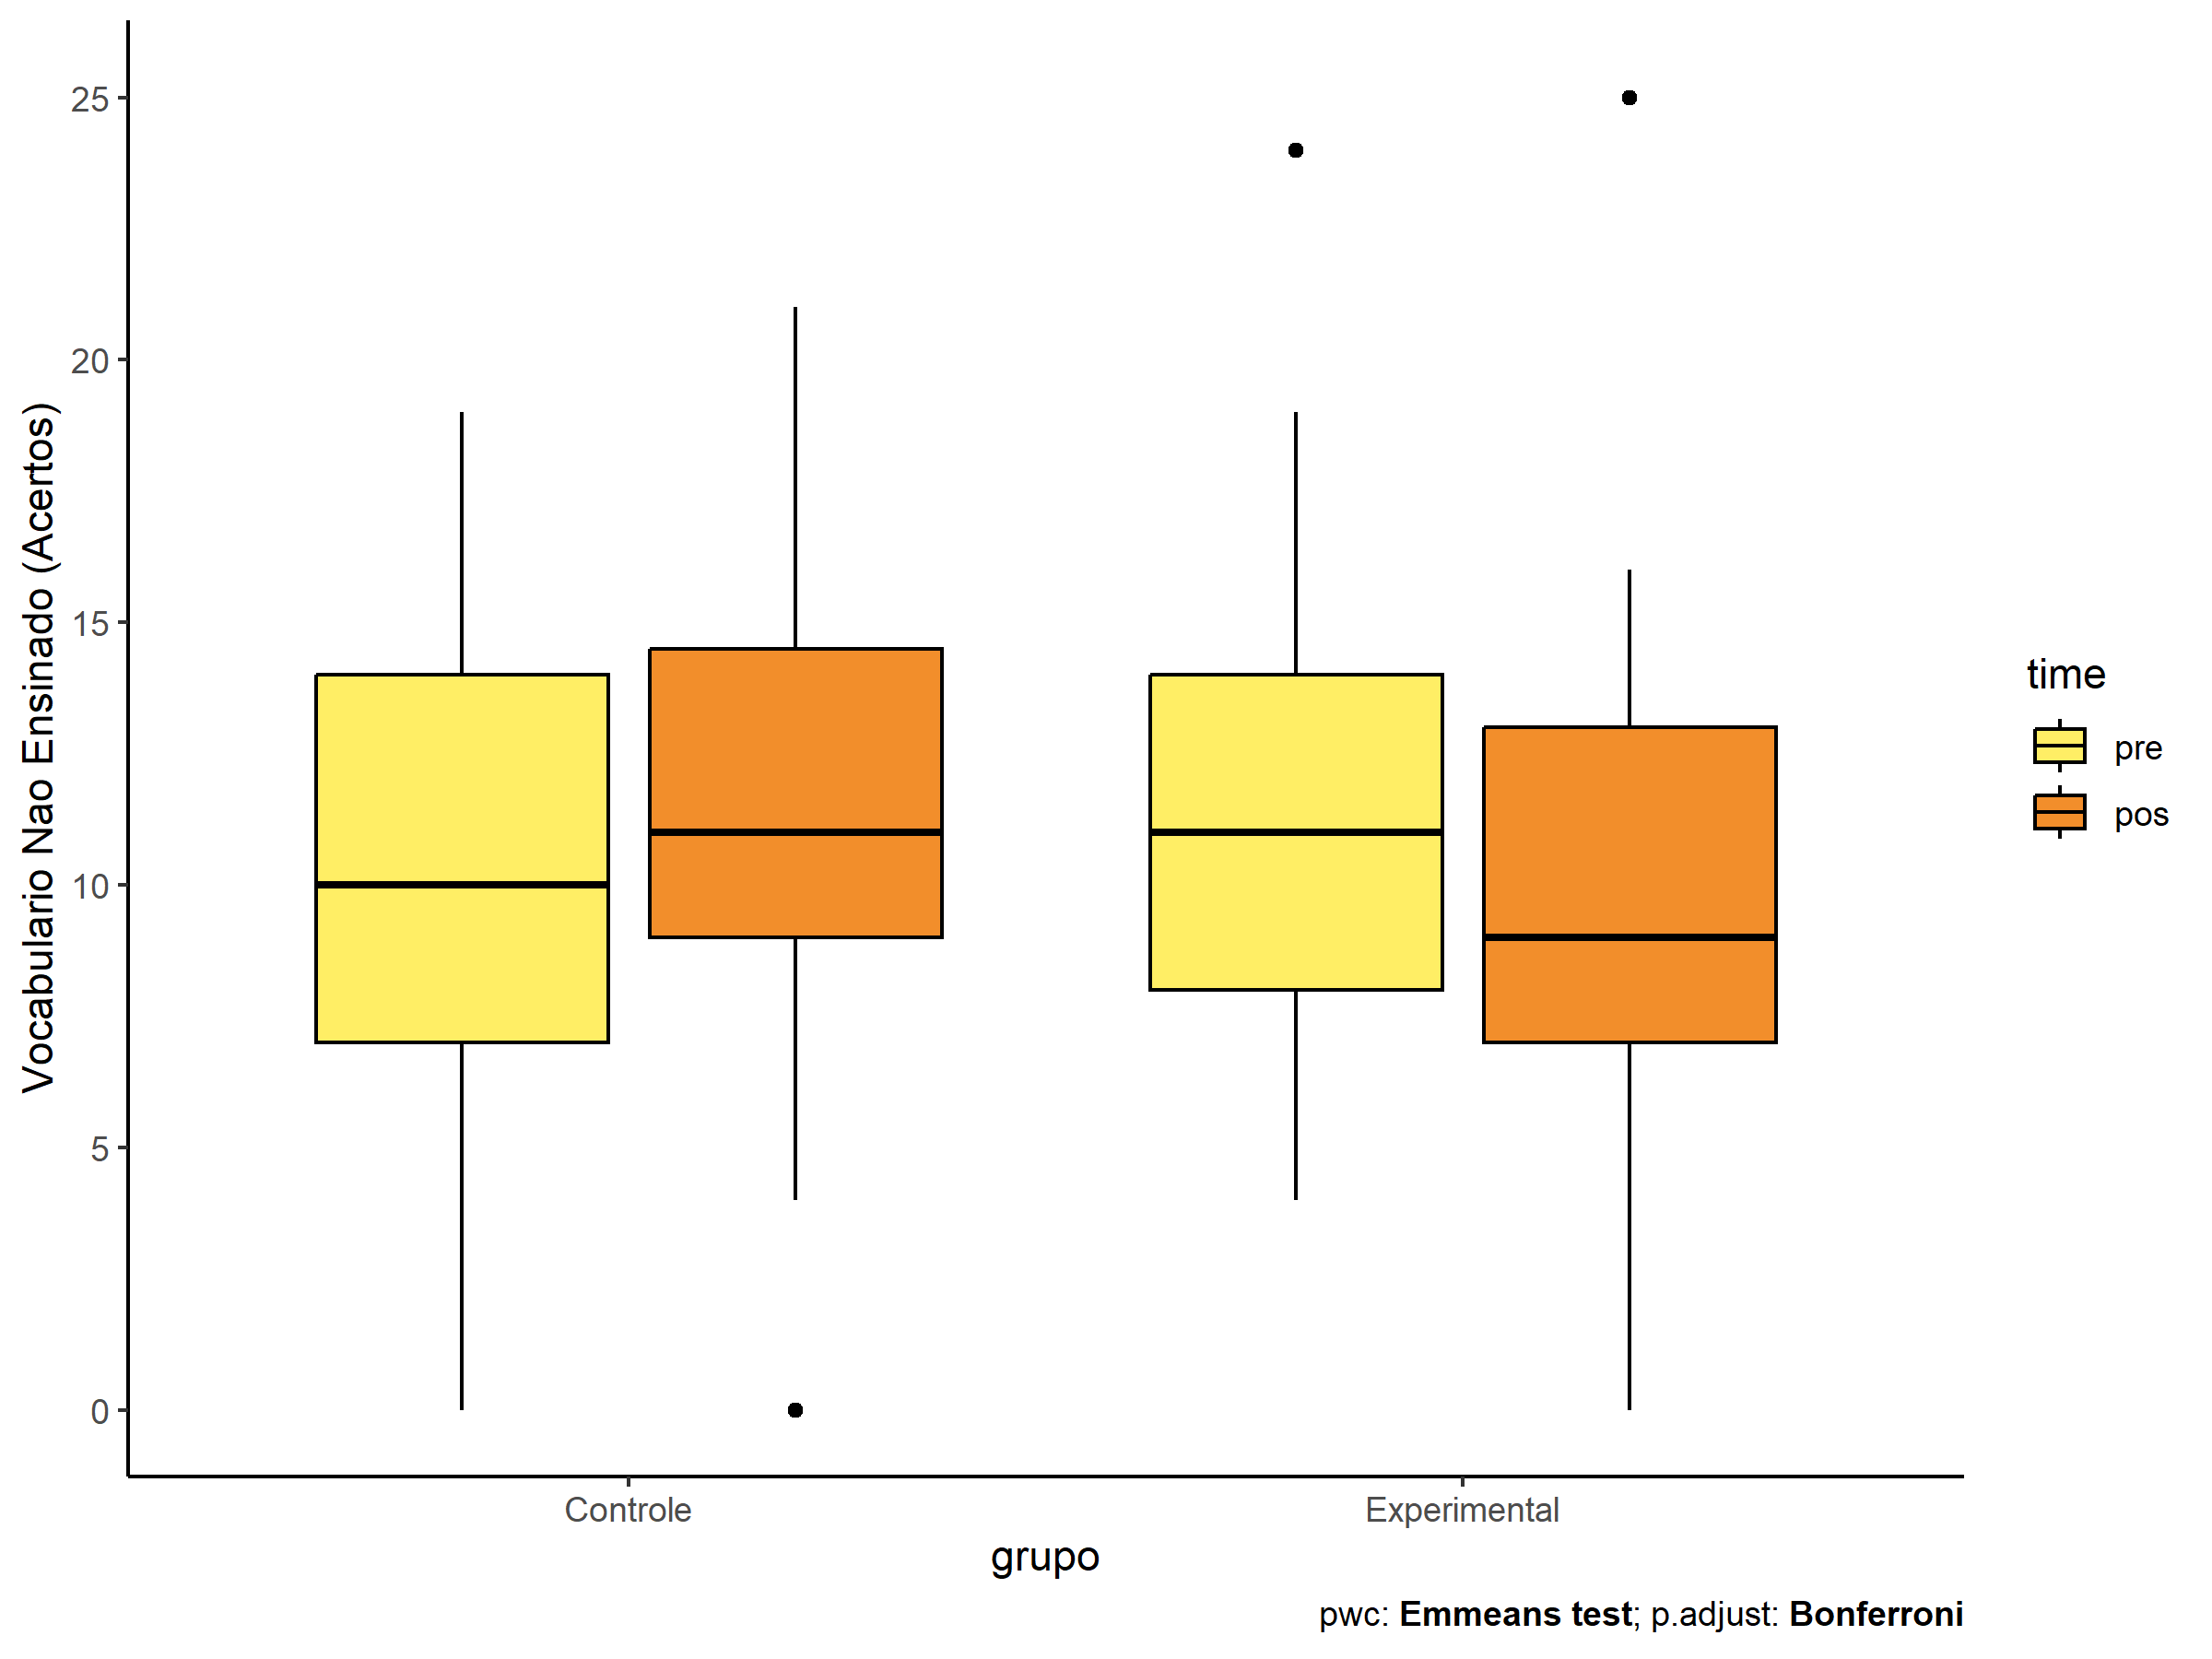 Vocabulario Nao Ensinado (Acertos)
25
20
15
10
5
0
Controle
Experimental
grupo
time
pre
pos
pwc: Emmeans test; p.adjust: Bonferroni